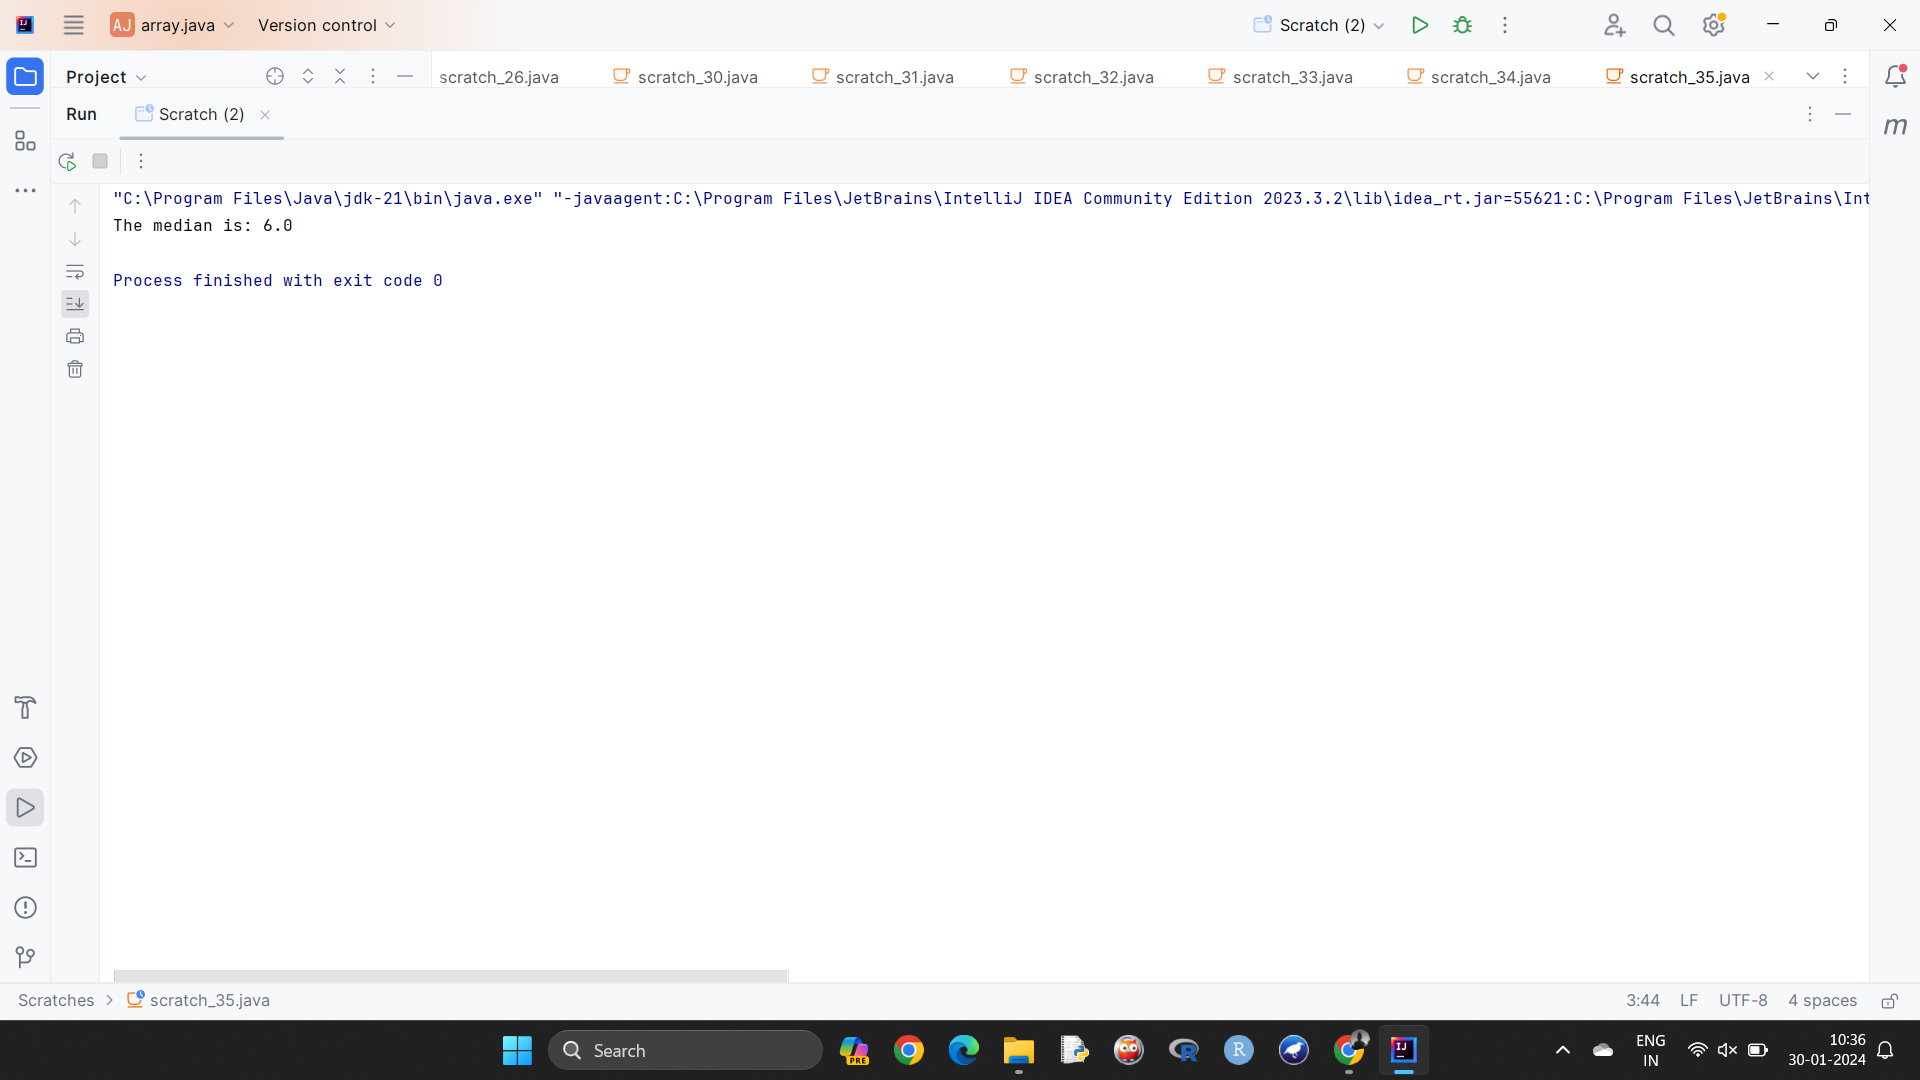 AJ array.java Version control Scratch (2)
Project scratch_26.java scratch_30.java scratch_31.java scratch_32.java scratch_33.java scratch_34.java scratch_35.java
Run Scratch (2)
m
"C:\Program Files\Java\jdk-21\bin\java.exe" "-javaagent:C:\Program Files\JetBrains\IntelliJ IDEA Community Edition 2023.3.2\lib\idea_rt.jar=55621:C:\Program Files\JetBrains\Int
The median is: 6.0
Process finished with exit code 0
Scratches > scratch_35.java 3:44 LF UTF-8 4 spaces
Search
PRE
R
IJ
ENG
IN
10:36
30-01-2024